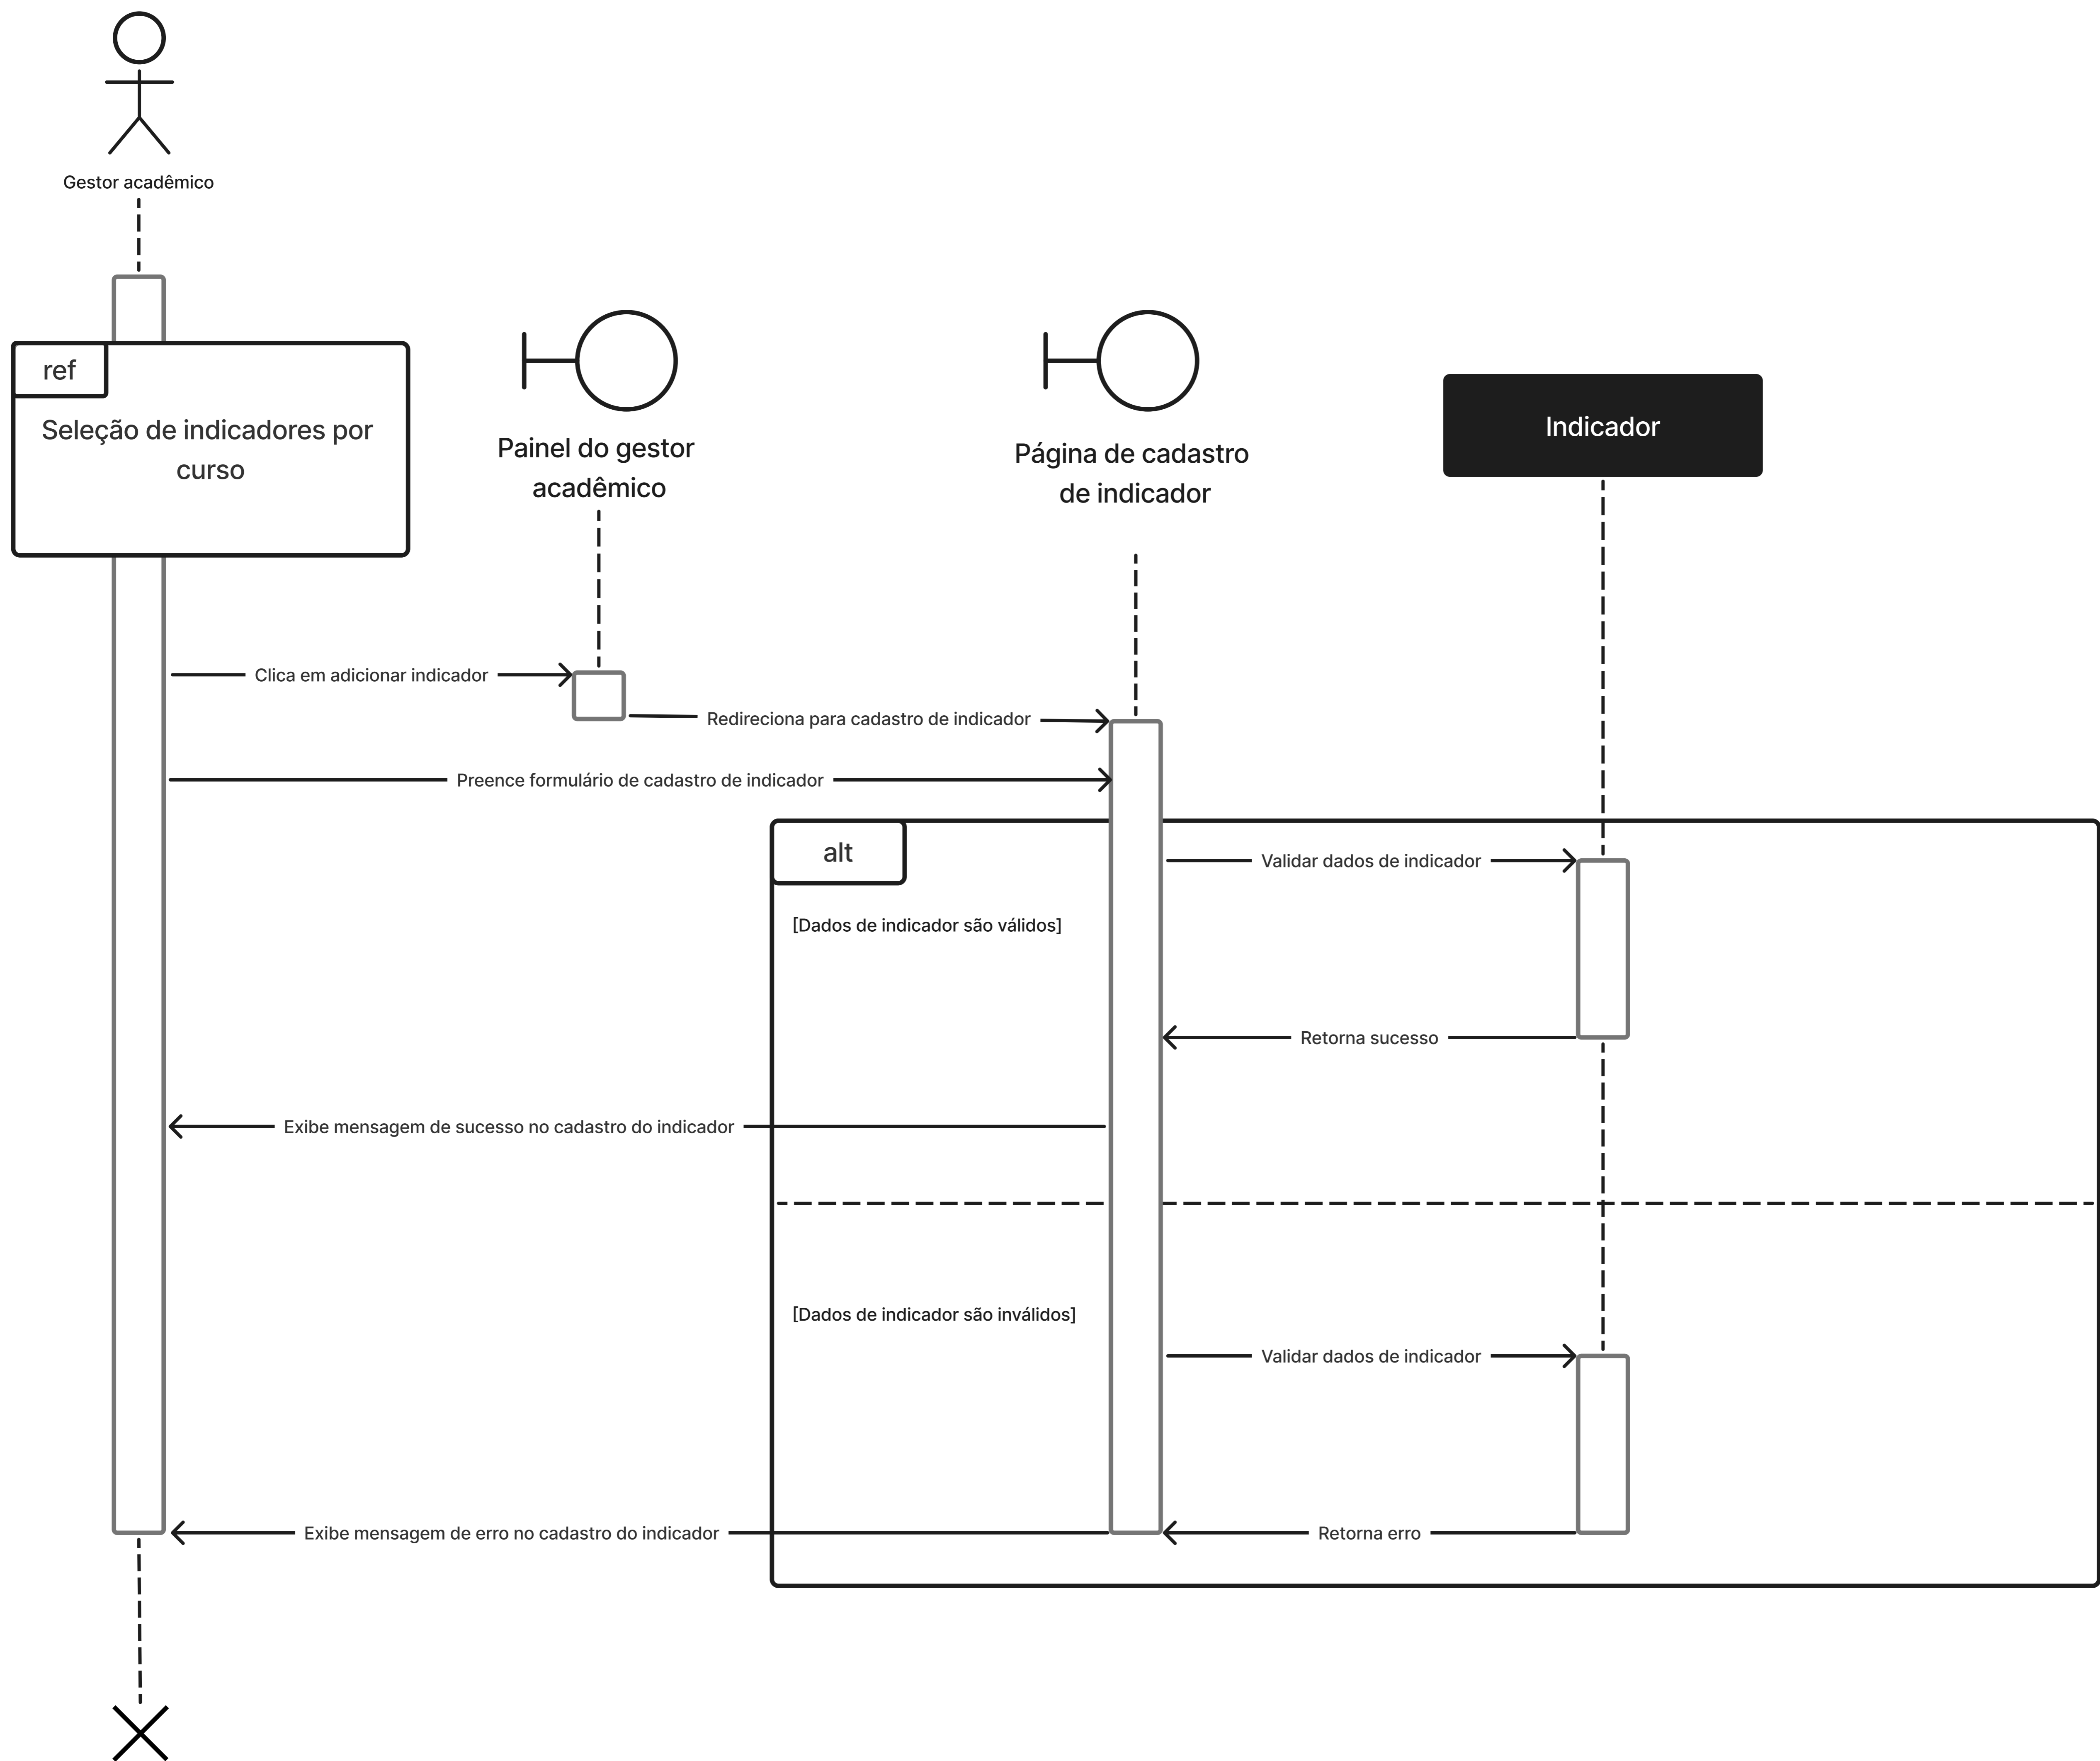 Gestor acadêmico
ref
Seleção de indicadores por
curso
Painel do gestor
acadêmico
Página de cadastro
de indicador
Indicador
Clica em adicionar indicador
Redireciona para cadastro de indicador
Preence formulário de cadastro de indicador
alt
Validar dados de indicador
[Dados de indicador são válidos]
Retorna sucesso
Exibe mensagem de sucesso no cadastro do indicador
[Dados de indicador são inválidos]
Validar dados de indicador
Exibe mensagem de erro no cadastro do indicador
Retorna erro